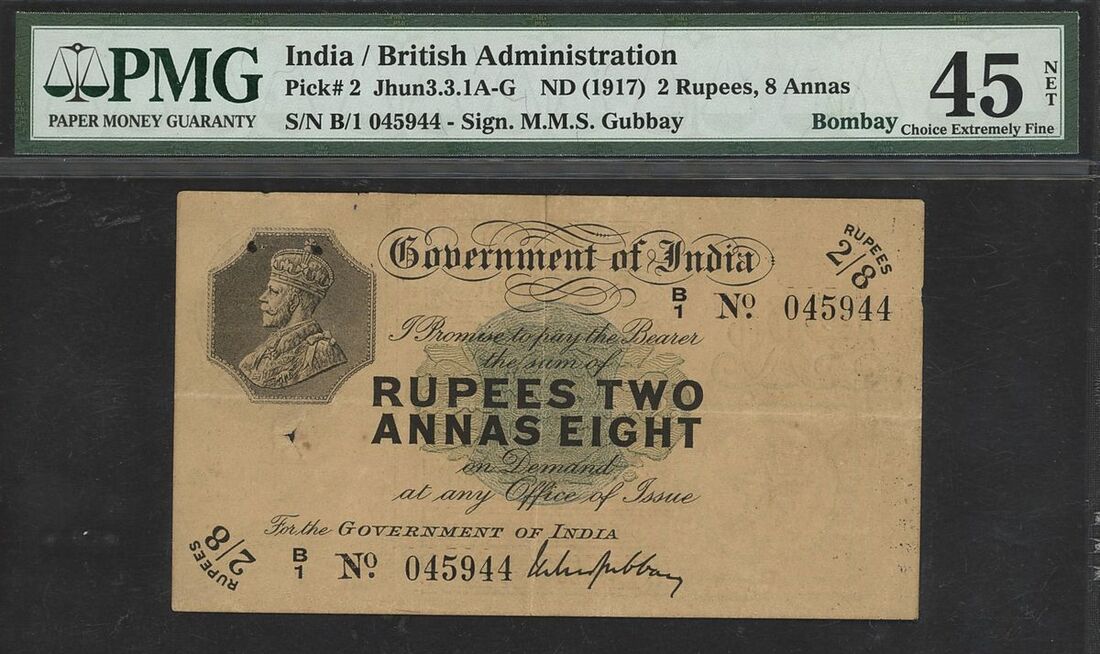 PMG
PAPER MONEY GUARANTY
India / British Administration
Pick# 2 Jhun3.3.1A-G ND (1917) 2 Rupees, 8 Annas
S/N B/1 045944 - Sign. M.M.S. Gubbay
Bombay
45
NET
Choice Extremely Fine
Government of India
RUPEES
2/8
B/1 Nº 045944
I Promise to pay the Bearer
the sum of
RUPEES TWO
ANNAS EIGHT
on Demand
at any Office of Issue
For the GOVERNMENT OF INDIA
RUPEES
2/8
B/1 Nº 045944